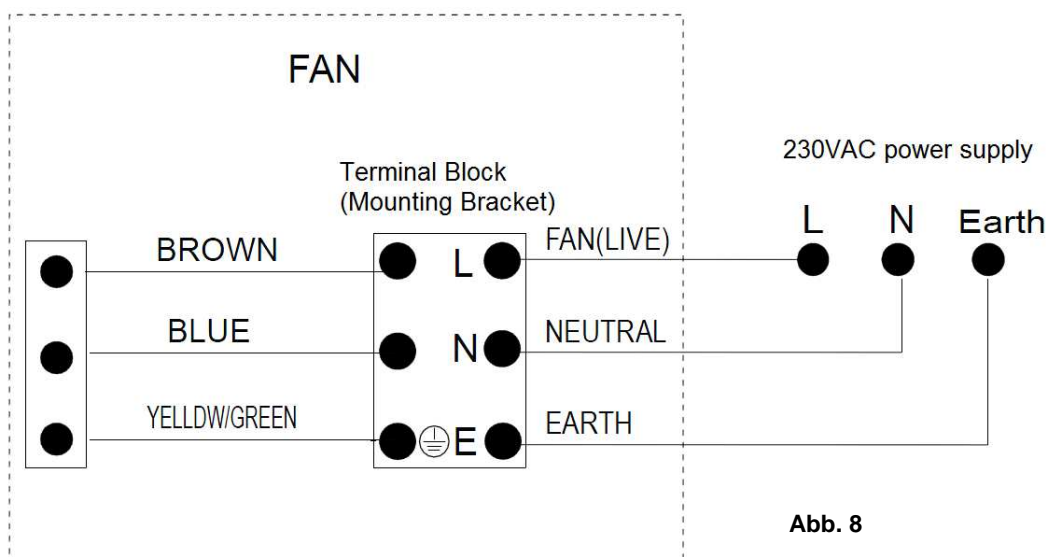 FAN
230VAC power supply
Terminal Block
(Mounting Bracket)
L N Earth
BROWN L FAN(LIVE)
BLUE N NEUTRAL
YELLDW/GREEN E EARTH
Abb. 8